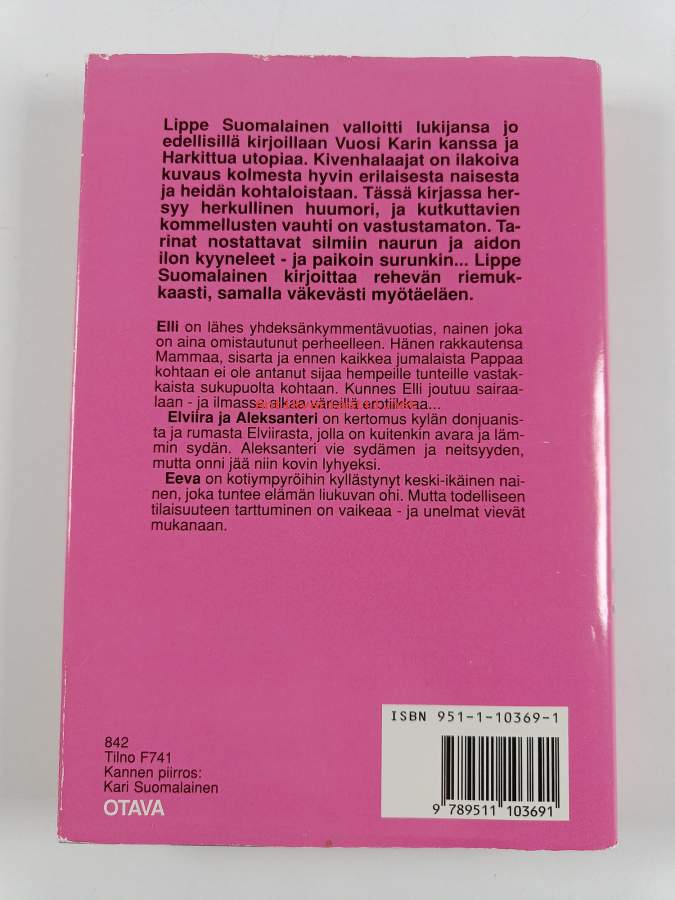 Lippe Suomalainen valloitti lukijansa jo
edellisillä kirjoillaan Vuosi Karin kanssa ja
Harkittua utopiaa. Kivenhalaajat on ilakoiva
kuvaus kolmesta hyvin erilaisesta naisesta
ja heidän kohtaloistaan. Tässä kirjassa her-
syy herkullinen huumori, ja kutkuttavien
kommellusten vauhti on vastustamaton. Ta-
rinat nostattavat silmiin naurun ja aidon
ilon kyyneleet - ja paikoin surunkin... Lippe
Suomalainen kirjoittaa rehevän riemuk-
kaasti, samalla väkevästi myötäeläen.
Elli on lähes yhdeksänkymmentävuotias, nainen joka
on aina omistautunut perheelleen. Hänen rakkautensa
Mammaa, sisarta ja ennen kaikkea jumalaista Pappaa
kohtaan ei ole antanut sijaa hempeille tunteille vastak-
kaista sukupuolta kohtaan. Kunnes Elli joutuu sairaa-
laan - ja ilmassa alkaa väreillä erotiikkaa...
Elviira ja Aleksanteri on kertomus kylän donjuanis-
ta ja rumasta Elviirasta, jolla on kuitenkin avara ja läm-
min sydän. Aleksanteri vie sydämen ja neitsyyden,
mutta onni jää niin kovin lyhyeksi.
Eeva on kotiympyröihin kyllästynyt keski-ikäinen nai-
nen, joka tuntee elämän liukuvan ohi. Mutta todelliseen
tilaisuuteen tarttuminen on vaikeaa - ja unelmat vievät
mukanaan.
842
Tilno F741
Kannen piirros:
Kari Suomalainen
OTAVA
ISBN 951-1-10369-1
9 789511 103691